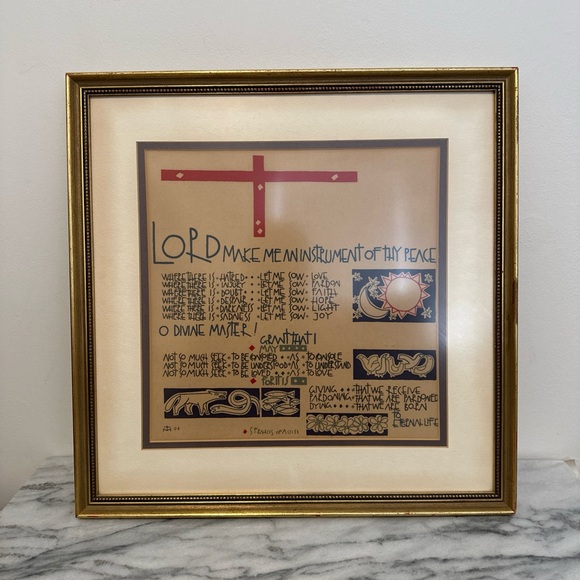 LORD MAKE ME AN INSTRUMENT OF THY PEACE
WHERE THERE IS • HATRED • • • LET ME SOW • LOVE
WHERE THERE IS • INJURY • • • LET ME SOW • PARDON
WHERE THERE IS • DOUBT • • • LET ME SOW • FAITH
WHERE THERE IS • DESPAIR • • LET ME SOW • HOPE
WHERE THERE IS • DARKNESS • • LET ME SOW • LIGHT
WHERE THERE IS • SADNESS • • LET ME SOW • JOY
O DIVINE MASTER!
GRANT THAT I
MAY
NOT SO MUCH SEEK • TO BE CONSOLED • • • AS • TO CONSOLE
NOT SO MUCH SEEK • TO BE UNDERSTOOD • AS • TO UNDERSTAND
NOT SO MUCH SEEK • TO BE LOVED • • • AS • TO LOVE
FOR IT IS
GIVING • • • THAT WE RECEIVE
PARDONING • THAT WE ARE PARDONED
DYING • • • THAT WE ARE BORN
TO
ETERNAL LIFE
ST FRANCIS OF ASSISI